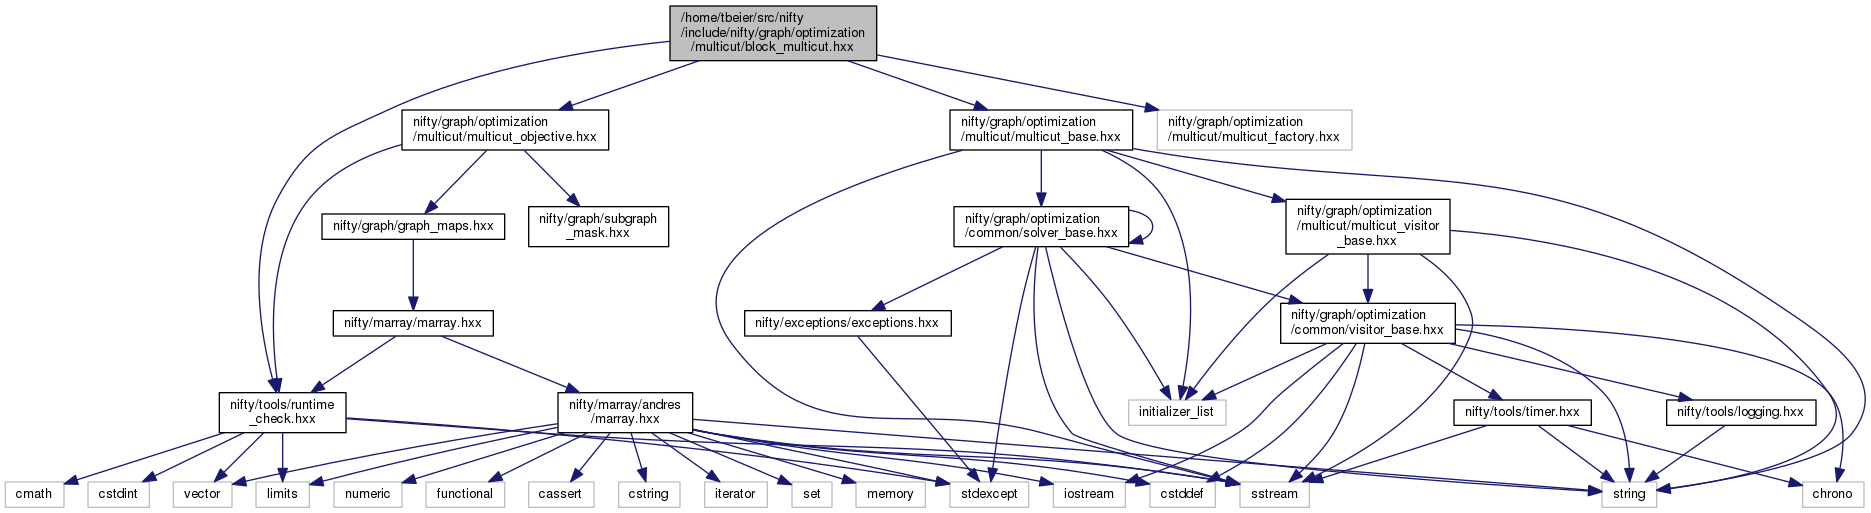 /home/tbeier/src/nifty
/include/nifty/graph/optimization
/multicut/block_multicut.hxx
nifty/graph/optimization
/multicut/multicut_objective.hxx
nifty/graph/optimization
/multicut/multicut_base.hxx
nifty/graph/optimization
/multicut/multicut_factory.hxx
nifty/graph/graph_maps.hxx
nifty/graph/subgraph
_mask.hxx
nifty/graph/optimization
/common/solver_base.hxx
nifty/graph/optimization
/multicut/multicut_visitor
_base.hxx
nifty/marray/marray.hxx
nifty/exceptions/exceptions.hxx
nifty/graph/optimization
/common/visitor_base.hxx
nifty/tools/runtime
_check.hxx
nifty/marray/andres
/marray.hxx
initializer_list
nifty/tools/timer.hxx
nifty/tools/logging.hxx
cmath
cstdint
vector
limits
numeric
functional
cassert
cstring
iterator
set
memory
stdexcept
iostream
cstddef
sstream
string
chrono